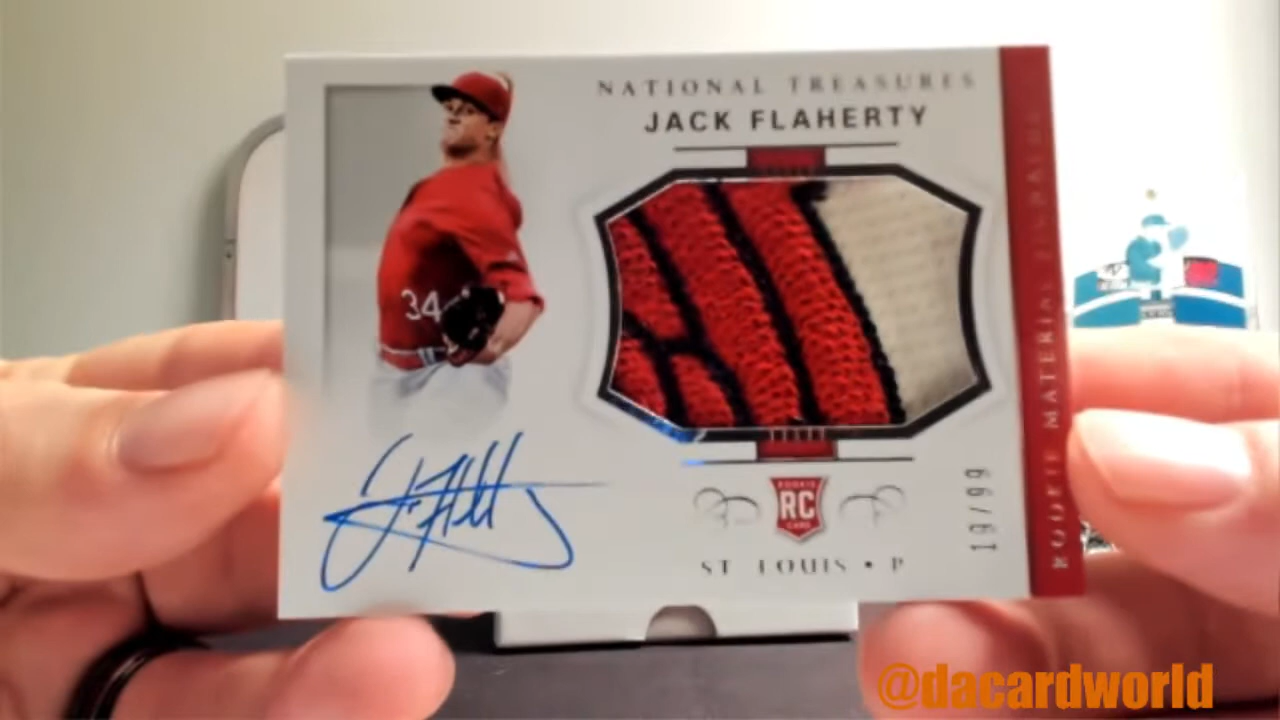 NATIONAL TREASURES
JACK FLAHERTY
34
ROOKIE
RC
CARD
ST. LOUIS • P
19/99
ROOKIE MATERIAL SIGNATURES
@dacardworld